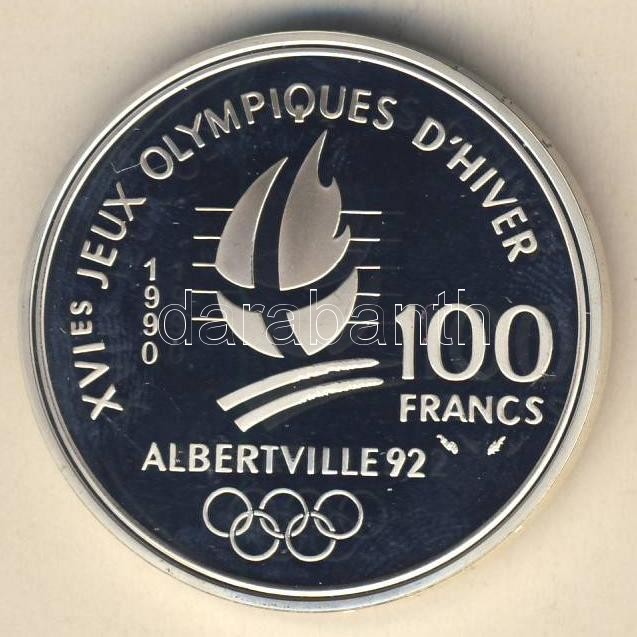 XVIes JEUX OLYMPIQUES D'HIVER
1990
darabanth
100
FRANCS
ALBERTVILLE 92